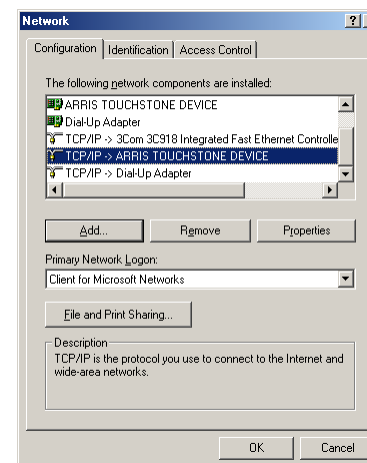 Network
?
Configuration
Identification
Access Control
The following network components are installed:
ARRIS TOUCHSTONE DEVICE
Dial-Up Adapter
TCP/IP -> 3Com 3C918 Integrated Fast Ethernet Controlle
TCP/IP -> ARRIS TOUCHSTONE DEVICE
TCP/IP -> Dial-Up Adapter
Add...
Remove
Properties
Primary Network Logon:
Client for Microsoft Networks
File and Print Sharing...
Description
TCP/IP is the protocol you use to connect to the Internet and
wide-area networks.
OK
Cancel